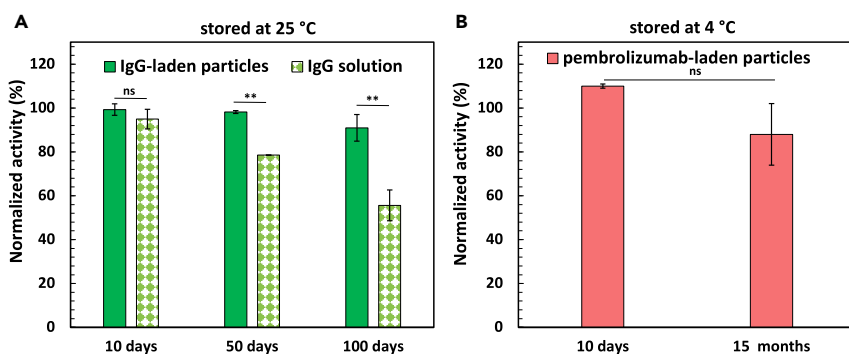 A
stored at 25 °C
Normalized activity (%)
120
100
80
60
40
20
0
IgG-laden particles
IgG solution
ns
**
**
10 days
50 days
100 days
B
stored at 4 °C
Normalized activity (%)
120
100
80
60
40
20
0
pembrolizumab-laden particles
ns
10 days
15 months